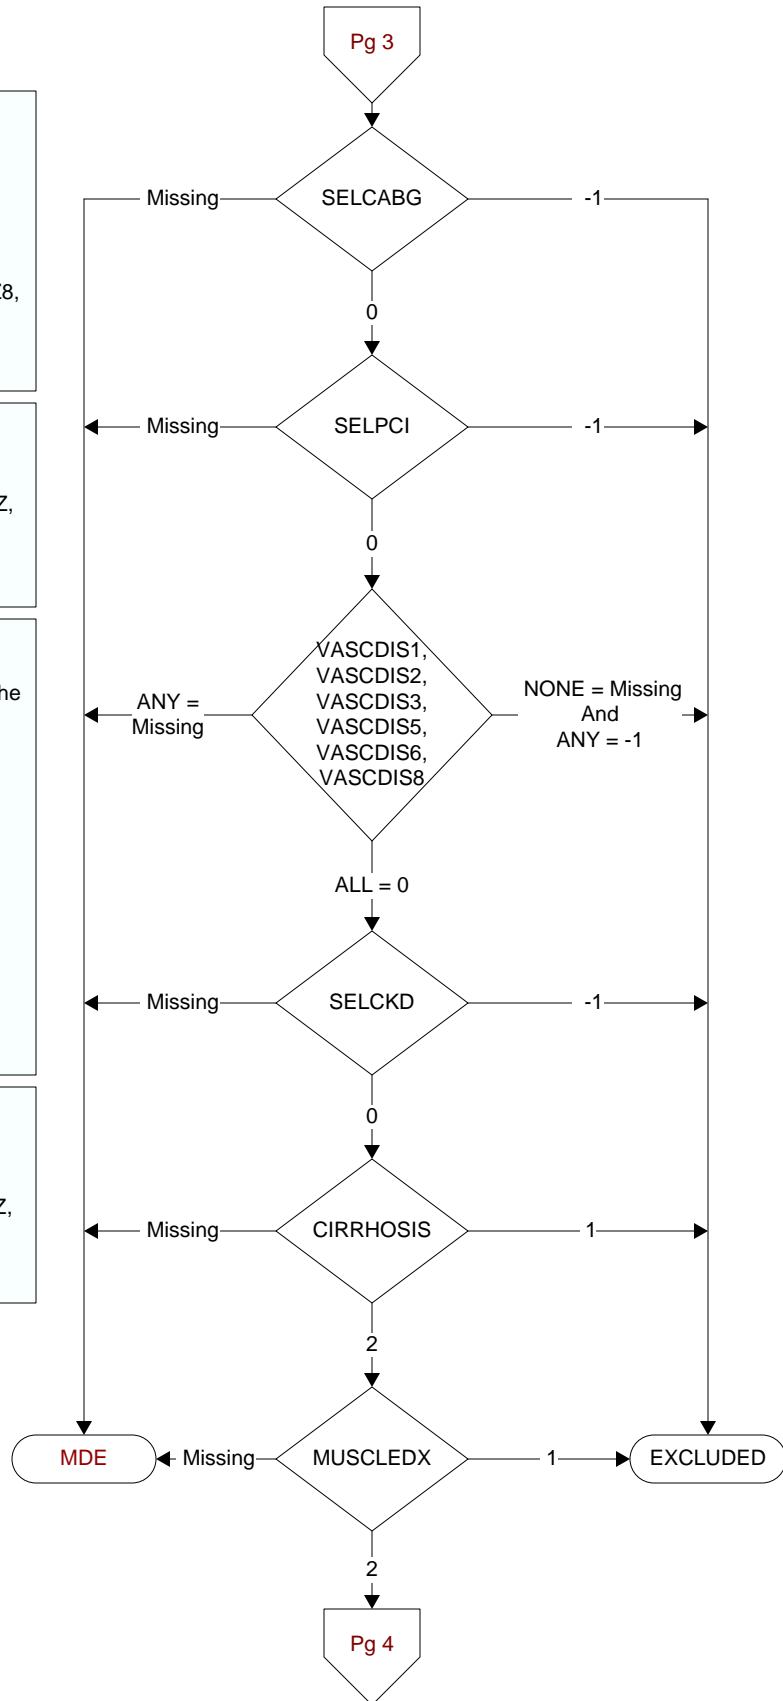 Pg 3
Missing
SELCABG
-1
8,
0
Missing
SELPCI
-1
Z,
0
VASCDIS1,
VASCDIS2,
VASCDIS3,
VASCDIS5,
VASCDIS6,
VASCDIS8
he
ANY =
Missing
NONE = Missing
And
ANY = -1
ALL = 0
Missing
SELCKD
-1
0
Z,
Missing
CIRRHOSIS
1
2
MDE
Missing
MUSCLEDX
1
EXCLUDED
2
Pg 4